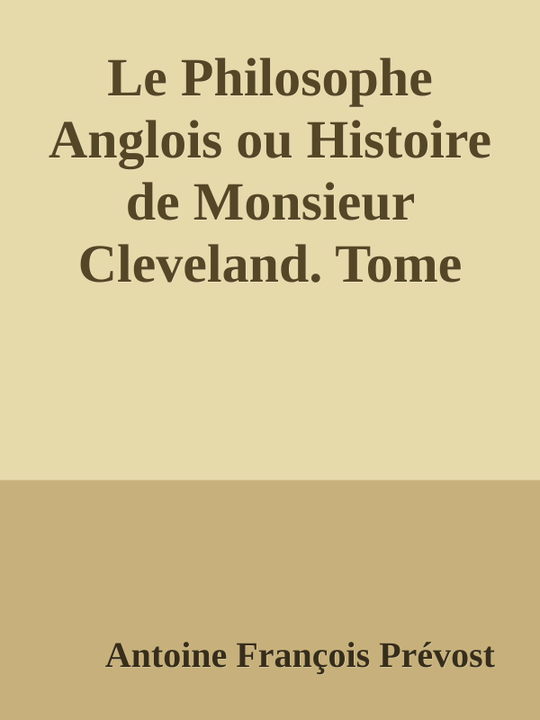 Le Philosophe
Anglois ou Histoire
de Monsieur
Cleveland. Tome
Antoine François Prévost